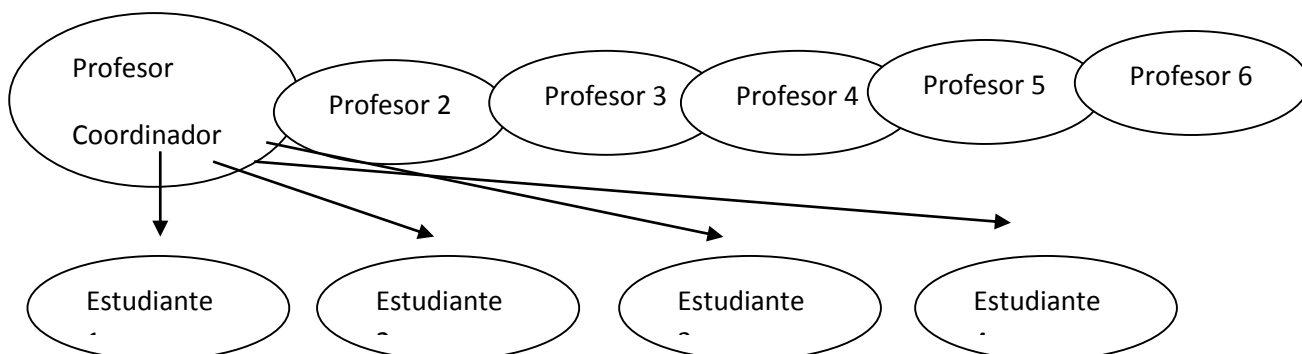 Profesor
Coordinador
Profesor 2
Profesor 3
Profesor 4
Profesor 5
Profesor 6
Estudiante
Estudiante
Estudiante
Estudiante